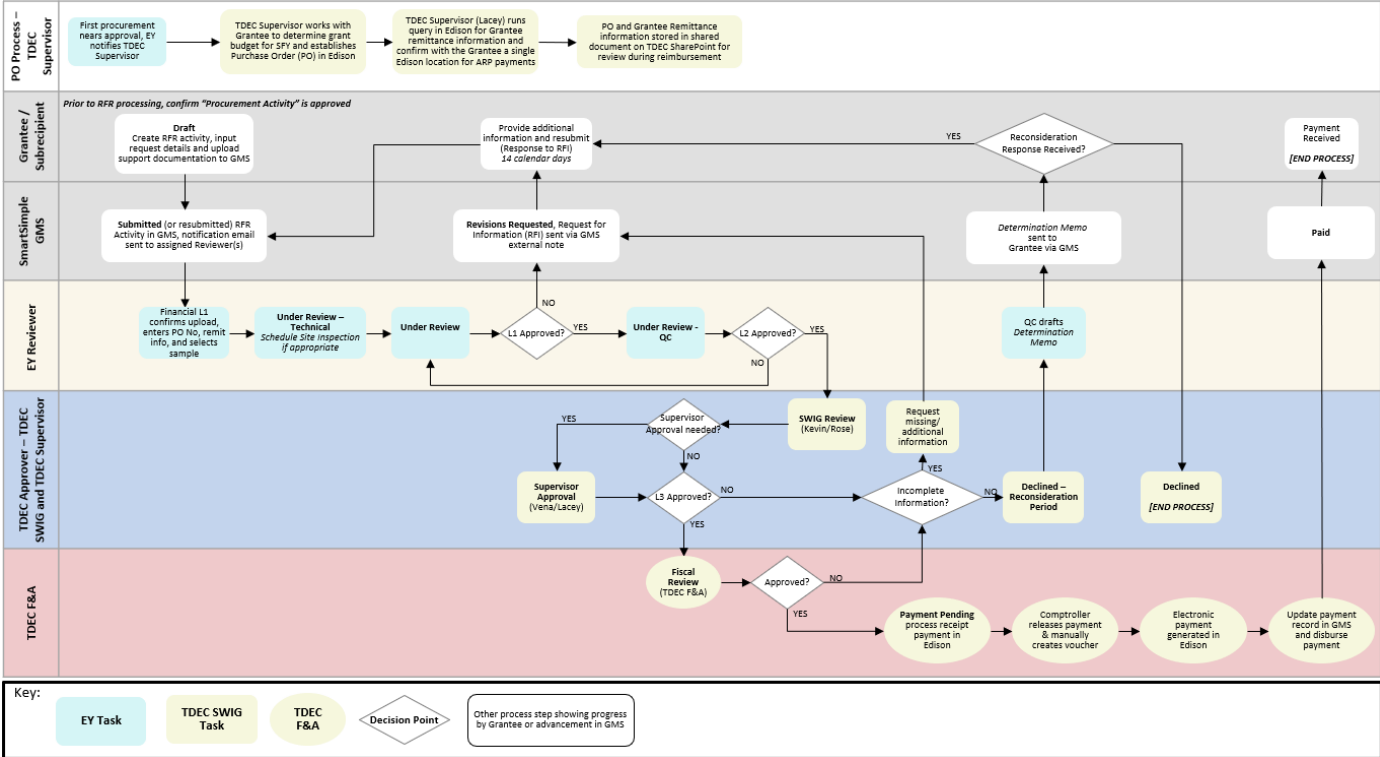 PO Process –
TDEC
Supervisor
First procurement
nears approval, EY
notifies TDEC
Supervisor
TDEC Supervisor works with
Grantee to determine grant
budget for SFY and establishes
Purchase Order (PO) in Edison
TDEC Supervisor (Lacey) runs
query in Edison for Grantee
remittance information and
confirm with the Grantee a single
Edison location for ARP payments
PO and Grantee Remittance
information stored in shared
document on TDEC SharePoint for
review during reimbursement
Grantee /
Subrecipient
Prior to RFR processing, confirm “Procurement Activity” is approved
Draft
Create RFR activity, input
request details and upload
support documentation to GMS
Provide additional
information and resubmit
(Response to RFI)
14 calendar days
YES
Reconsideration
Response Received?
Payment
Received
[END PROCESS]
SmartSimple
GMS
Submitted (or resubmitted) RFR
Activity in GMS, notification email
sent to assigned Reviewer(s)
Revisions Requested, Request for
Information (RFI) sent via GMS
external note
Determination Memo
sent to
Grantee via GMS
Paid
EY Reviewer
Financial L1
confirms upload,
enters PO No, remit
info, and selects
sample
Under Review –
Technical
Schedule Site Inspection
if appropriate
Under Review
NO
L1 Approved?
YES
Under Review -
QC
L2 Approved?
YES
NO
QC drafts
Determination
Memo
TDEC Approver – TDEC
SWIG and TDEC Supervisor
YES
Supervisor
Approval needed?
NO
SWIG Review
(Kevin/Rose)
Request
missing/
additional
information
YES
Supervisor
Approval
(Vena/Lacey)
L3 Approved?
NO
YES
Incomplete
Information?
NO
Declined –
Reconsideration
Period
Declined
[END PROCESS]
TDEC F&A
Fiscal
Review
(TDEC F&A)
Approved?
NO
YES
Payment Pending
process receipt
payment in
Edison
Comptroller
releases payment
& manually
creates voucher
Electronic
payment
generated in
Edison
Update payment
record in GMS
and disburse
payment
Key:
EY Task
TDEC SWIG
Task
TDEC
F&A
Decision Point
Other process step showing progress
by Grantee or advancement in GMS